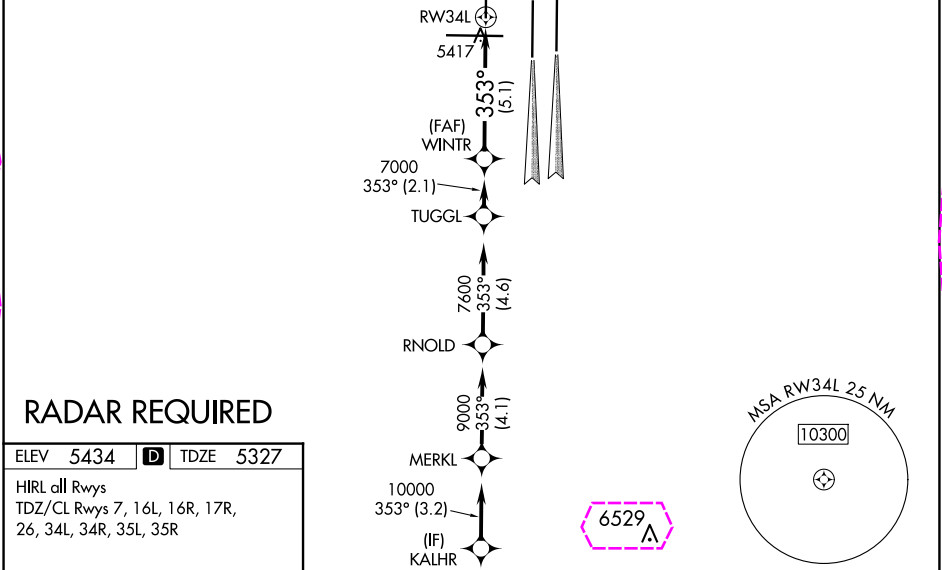 RW34L
5417
353°
(5.1)
(FAF)
WINTR
7000
353° (2.1)
TUGGL
7600
353°
(4.6)
RNOLD
9000
353°
(4.1)
MERKL
10000
353° (3.2)
(IF)
KALHR
RADAR REQUIRED
ELEV 5434 D TDZE 5327
HIRL all Rwys
TDZ/CL Rwys 7, 16L, 16R, 17R,
26, 34L, 34R, 35L, 35R
6529
MSA RW34L 25 NM
10300